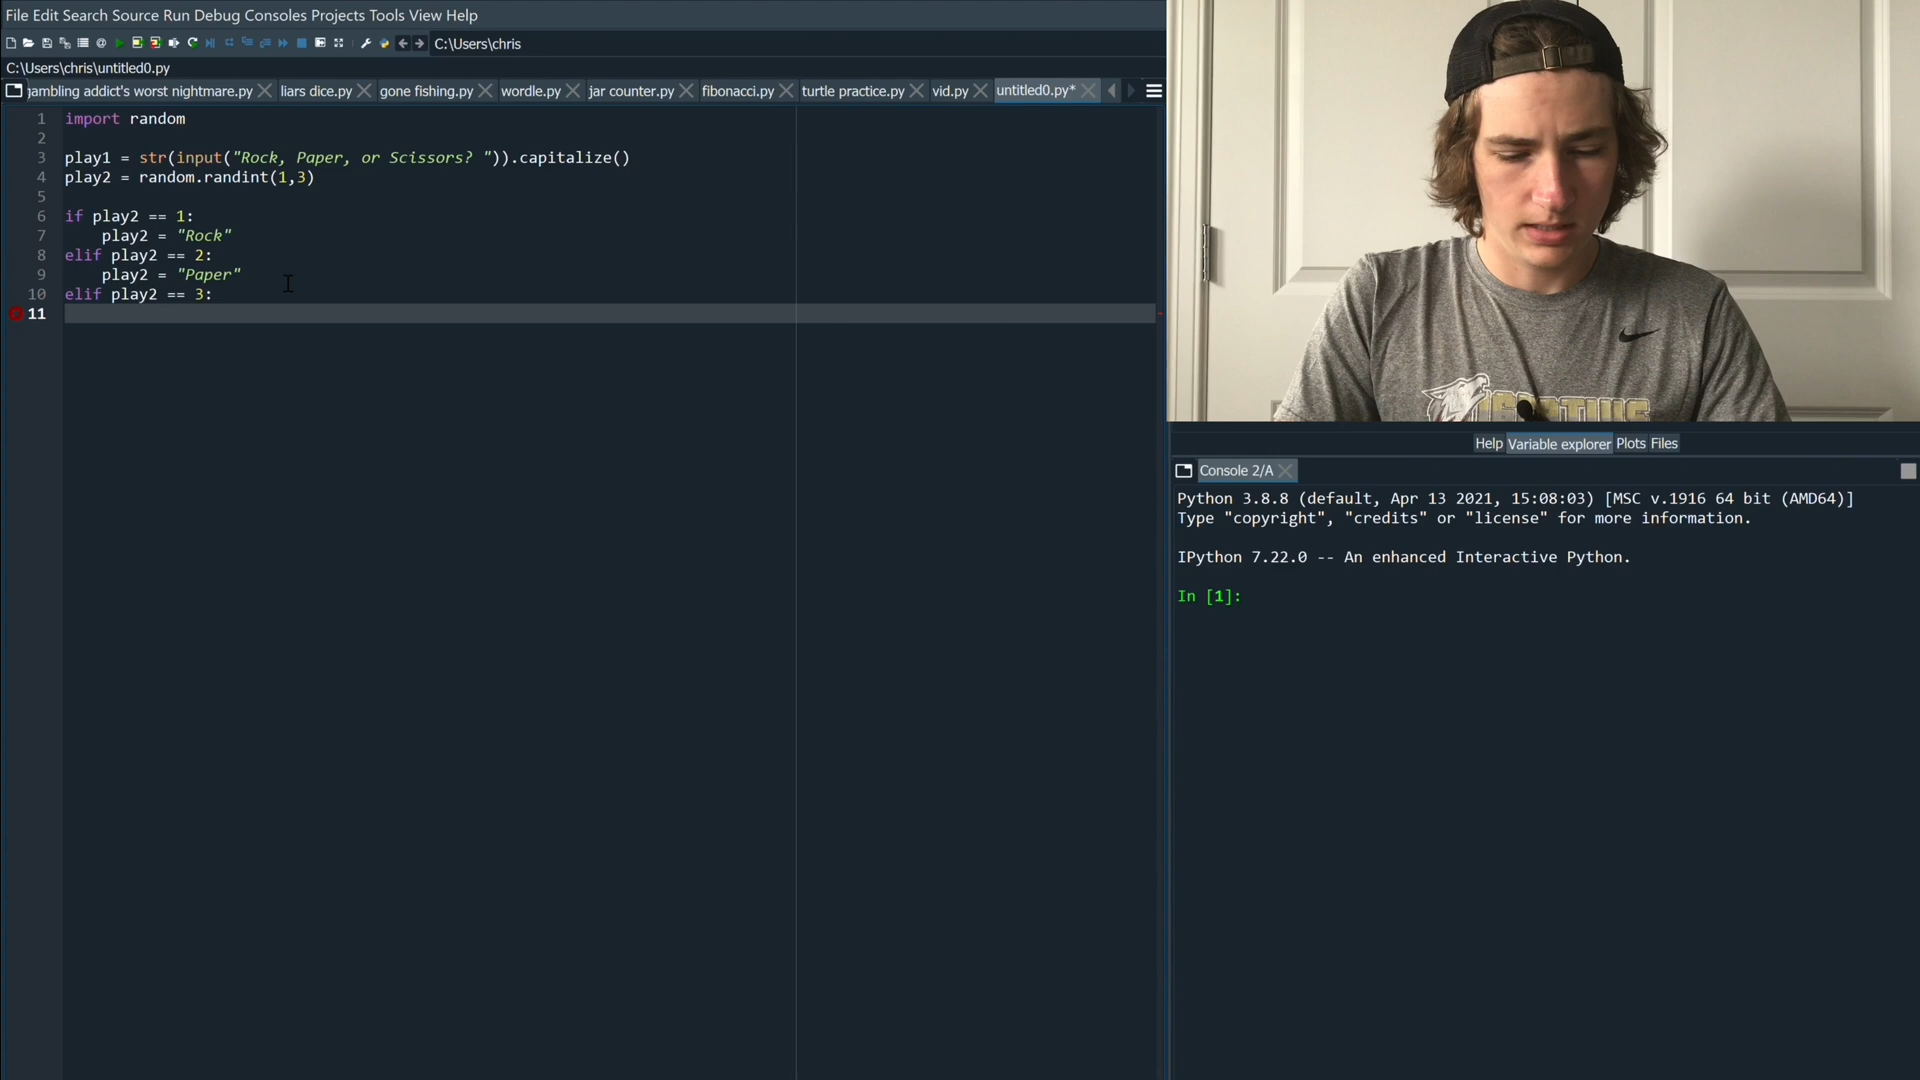 File Edit Search Source Run Debug Consoles Projects Tools View Help
C:\Users\chris
C:\Users\chris\untitled0.py
gambling addict's worst nightmare.py liars dice.py gone fishing.py wordle.py jar counter.py fibonacci.py turtle practice.py vid.py untitled0.py*
1 import random
2
3 play1 = str(input("Rock, Paper, or Scissors? ")).capitalize()
4 play2 = random.randint(1,3)
5
6 if play2 == 1:
7 play2 = "Rock"
8 elif play2 == 2:
9 play2 = "Paper"
10 elif play2 == 3:
11
Help Variable explorer Plots Files
Console 2/A
Python 3.8.8 (default, Apr 13 2021, 15:08:03) [MSC v.1916 64 bit (AMD64)]
Type "copyright", "credits" or "license" for more information.
IPython 7.22.0 -- An enhanced Interactive Python.
In [1]: